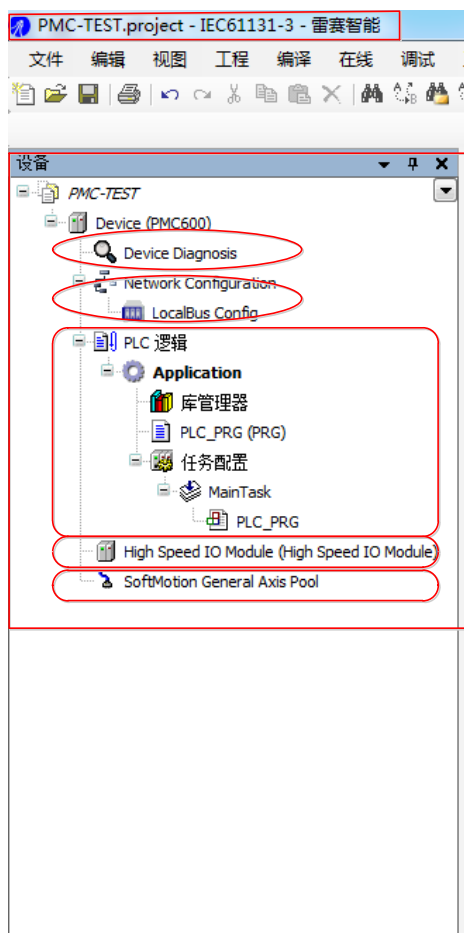 PMC-TEST.project - IEC61131-3 - 雷赛智能
文件 编辑 视图 工程 编译 在线 调试
设备
PMC-TEST
Device (PMC600)
Device Diagnosis
Network Configuration
LocalBus Config
PLC 逻辑
Application
库管理器
PLC_PRG (PRG)
任务配置
MainTask
PLC_PRG
High Speed IO Module (High Speed IO Module)
SoftMotion General Axis Pool